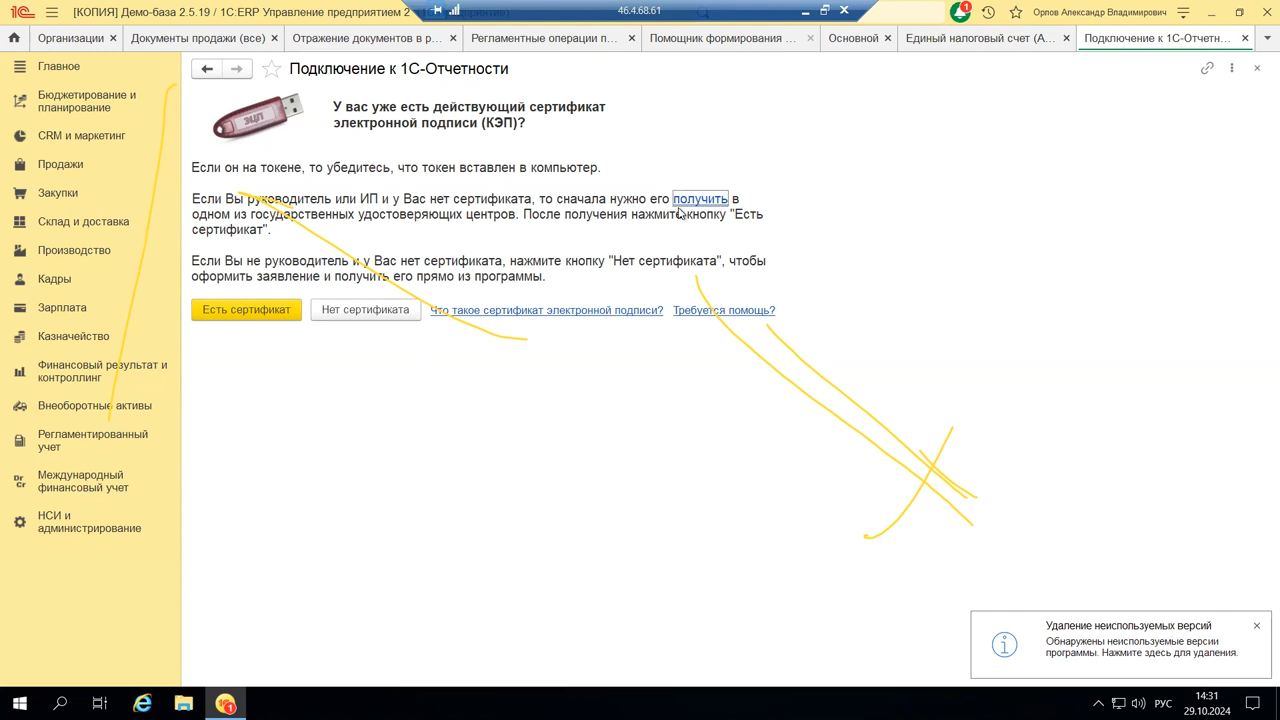 [КОПИЯ] Демо-база 2.5.19 / 1С:ERP Управление предприятием 2
46.4.68.61
1
Орлов Александр Владимирович
Организации
Документы продажи (все)
Отражение документов в р...
Регламентные операции п...
Помощник формирования ...
Основной
Единый налоговый счет (А...
Подключение к 1С-Отчетн...
Главное
Бюджетирование и
планирование
CRM и маркетинг
Продажи
Закупки
Склад и доставка
Производство
Кадры
Зарплата
Казначейство
Финансовый результат и
контроллинг
Внеоборотные активы
Регламентированный
учет
Международный
финансовый учет
НСИ и
администрирование
Подключение к 1С-Отчетности
ЭЦП
У вас уже есть действующий сертификат
электронной подписи (КЭП)?
Если он на токене, то убедитесь, что токен вставлен в компьютер.
Если Вы руководитель или ИП и у Вас нет сертификата, то сначала нужно его получить в
одном из государственных удостоверяющих центров. После получения нажмите кнопку "Есть
сертификат".
Если Вы не руководитель и у Вас нет сертификата, нажмите кнопку "Нет сертификата", чтобы
оформить заявление и получить его прямо из программы.
Есть сертификат
Нет сертификата
Что такое сертификат электронной подписи?
Требуется помощь?
Удаление неиспользуемых версий
Обнаружены неиспользуемые версии
программы. Нажмите здесь для удаления.
РУС
14:31
29.10.2024